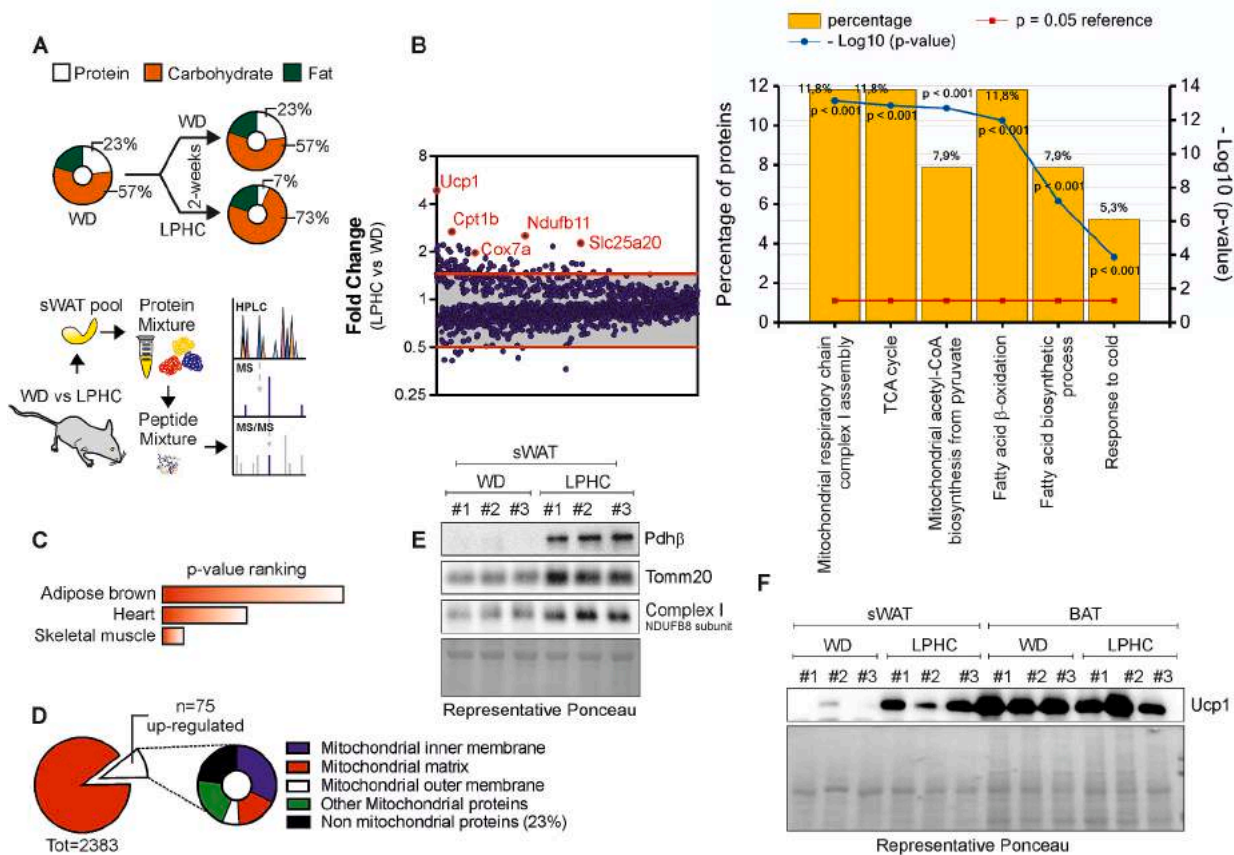 A
Protein Carbohydrate Fat
WD
23%
23%
57%
57%
2-weeks
7%
73%
WD
LPHC
sWAT pool
Protein
Mixture
HPLC
MS
WD vs LPHC
Peptide
Mixture
MS/MS
B
Fold Change
(LPHC vs WD)
8
4
2
1
0.5
0.25
Ucp1
Cpt1b
Ndufb11
Cox7a
Slc25a20
percentage
p = 0.05 reference
- Log10 (p-value)
Percentage of proteins
12
10
8
6
4
2
0
11,8%
p < 0.001
11,8%
p < 0.001
p < 0.001
7,9%
11,8%
p < 0.001
7,9%
p < 0.001
5,3%
p < 0.001
14
12
10
8
6
4
2
0
- Log10 (p-value)
Mitochondrial respiratory chain
complex I assembly
TCA cycle
Mitochondrial acetyl-CoA
biosynthesis from pyruvate
Fatty acid β-oxidation
Fatty acid biosynthetic
process
Response to cold
C
p-value ranking
Adipose brown
Heart
Skeletal muscle
D
n=75
up-regulated
Tot=2383
Mitochondrial inner membrane
Mitochondrial matrix
Mitochondrial outer membrane
Other Mitochondrial proteins
Non mitochondrial proteins (23%)
E
sWAT
WD LPHC
#1 #2 #3 #1 #2 #3
Pdhβ
Tomm20
Complex I
NDUFB8 subunit
Representative Ponceau
F
sWAT BAT
WD LPHC WD LPHC
#1 #2 #3 #1 #2 #3 #1 #2 #3 #1 #2 #3
Ucp1
Representative Ponceau